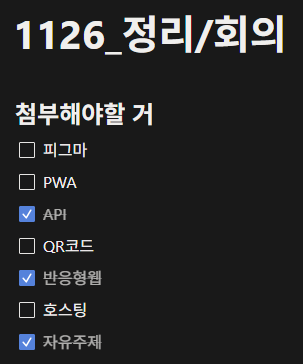 1126_정리/회의
첨부해야할 거
피그마
PWA
API
QR코드
반응형웹
호스팅
자유주제